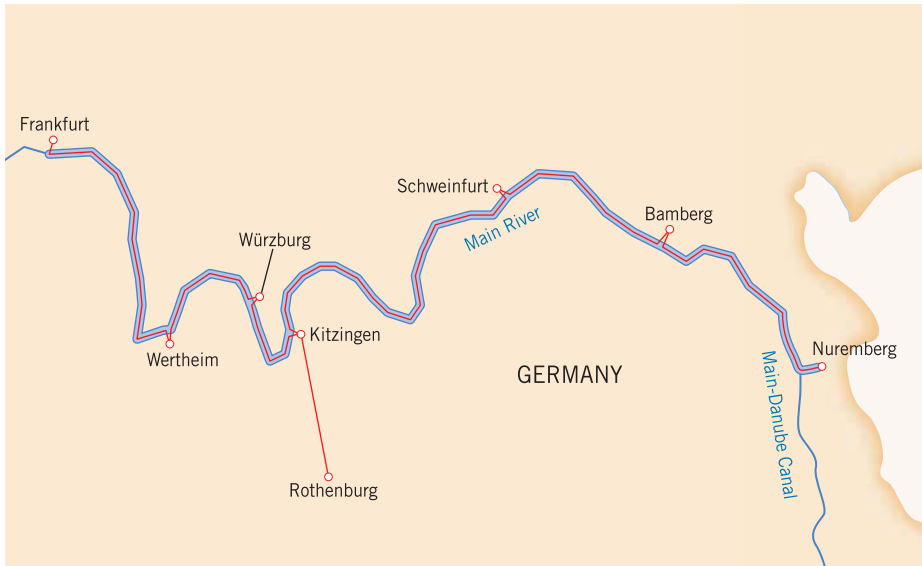 Frankfurt
Schweinfurt
Bamberg
Main River
Würzburg
Kitzingen
Wertheim
Nuremberg
GERMANY
Main-Danube Canal
Rothenburg